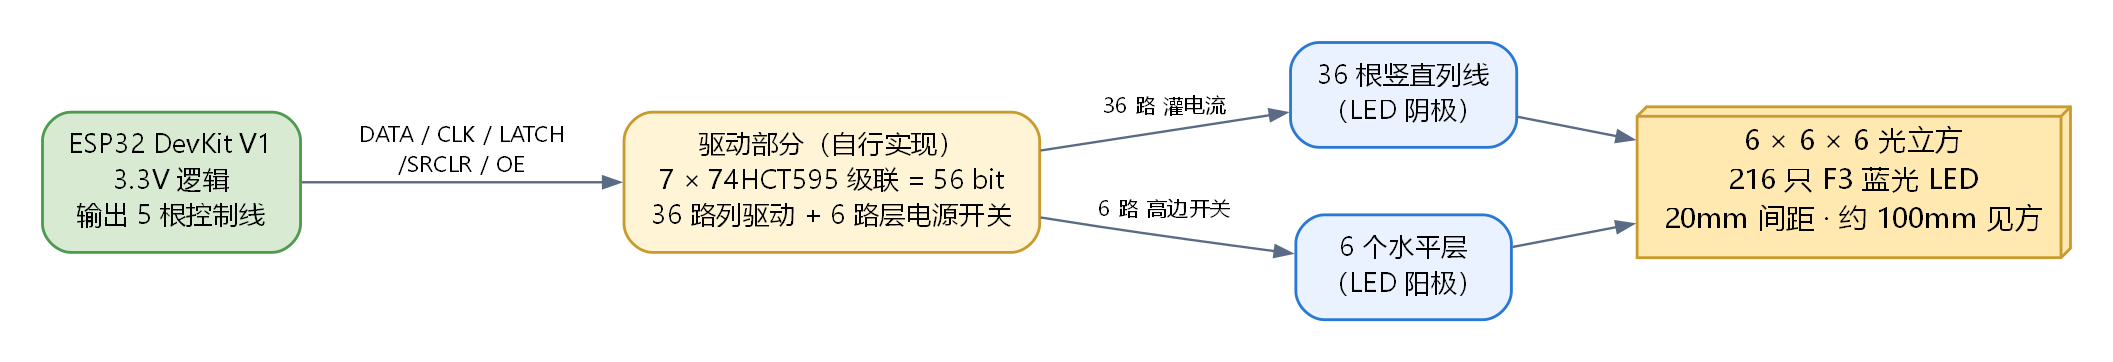 ESP32 DevKit V1
3.3V 逻辑
输出 5 根控制线
DATA / CLK / LATCH
/SRCLR / OE
驱动部分（自行实现）
7 × 74HCT595 级联 = 56 bit
36 路列驱动 + 6 路层电源开关
36 路 灌电流
6 路 高边开关
36 根竖直列线
（LED 阴极）
6 个水平层
（LED 阳极）
6 × 6 × 6 光立方
216 只 F3 蓝光 LED
20mm 间距 · 约 100mm 见方